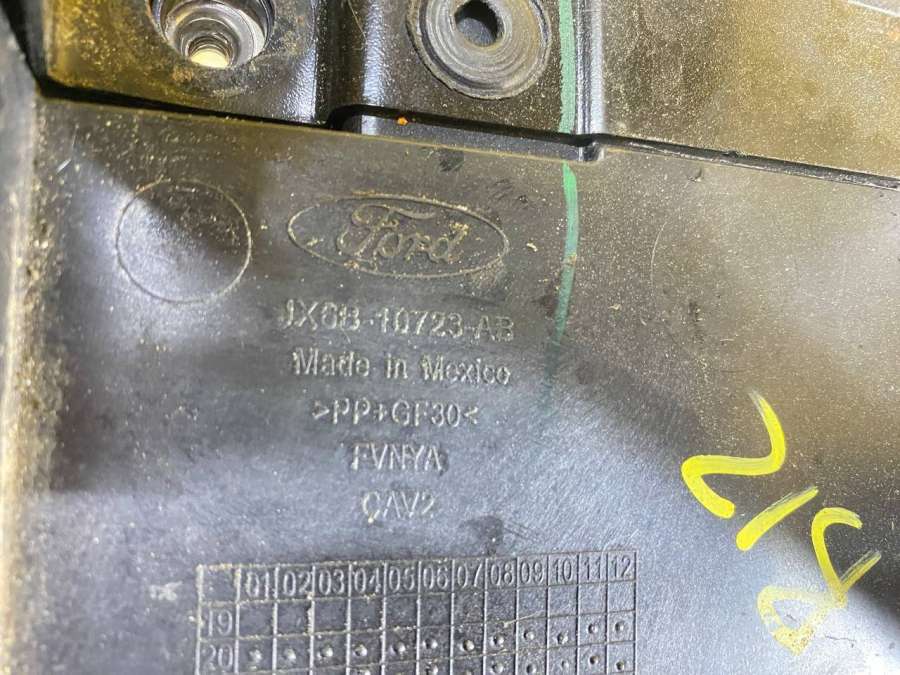 Ford
JX6B-10723-AB
Made in Mexico
>PP+GF30<
FVNYA
CAV2
01 02 03 04 05 06 07 08 09 10 11 12
19
20